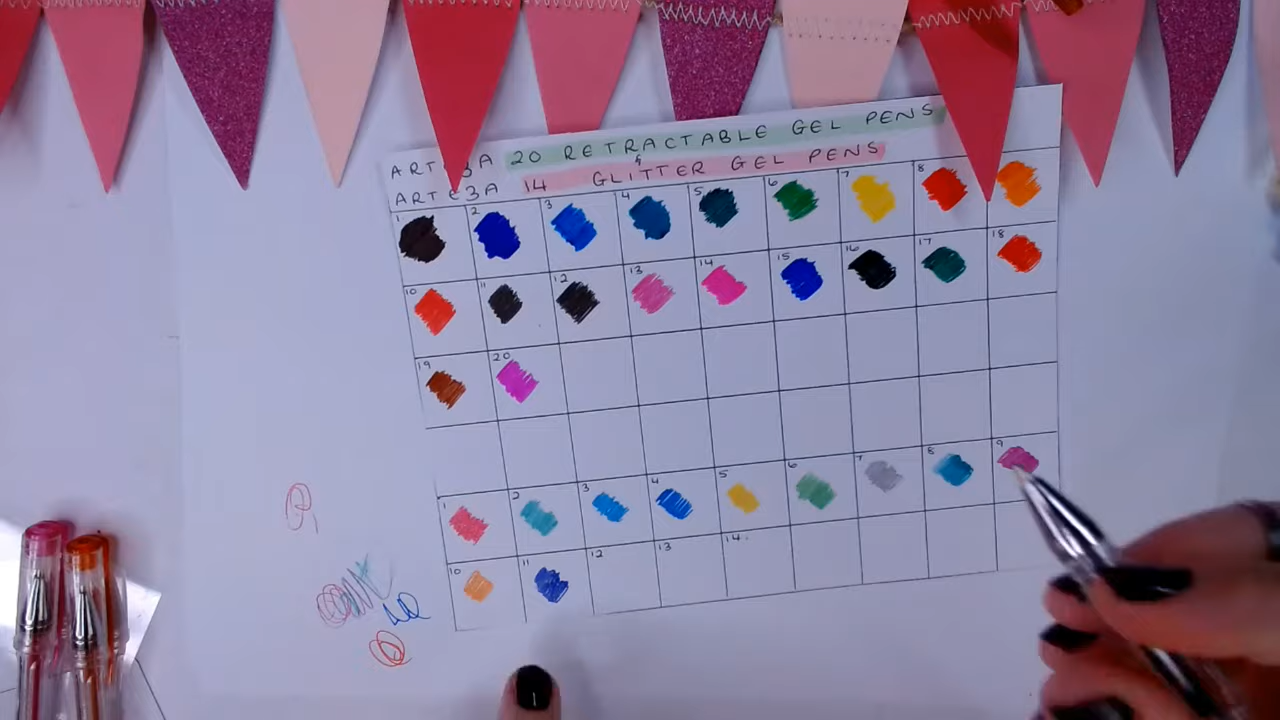 ARTEZA 20 RETRACTABLE GEL PENS
&
ARTEZA 14 GLITTER GEL PENS
1 2 3 4 5 6 7 8
10 11 12 13 14 15 16 17 18
19 20
1 2 3 4 5 6 7 8 9
10 11 12 13 14.